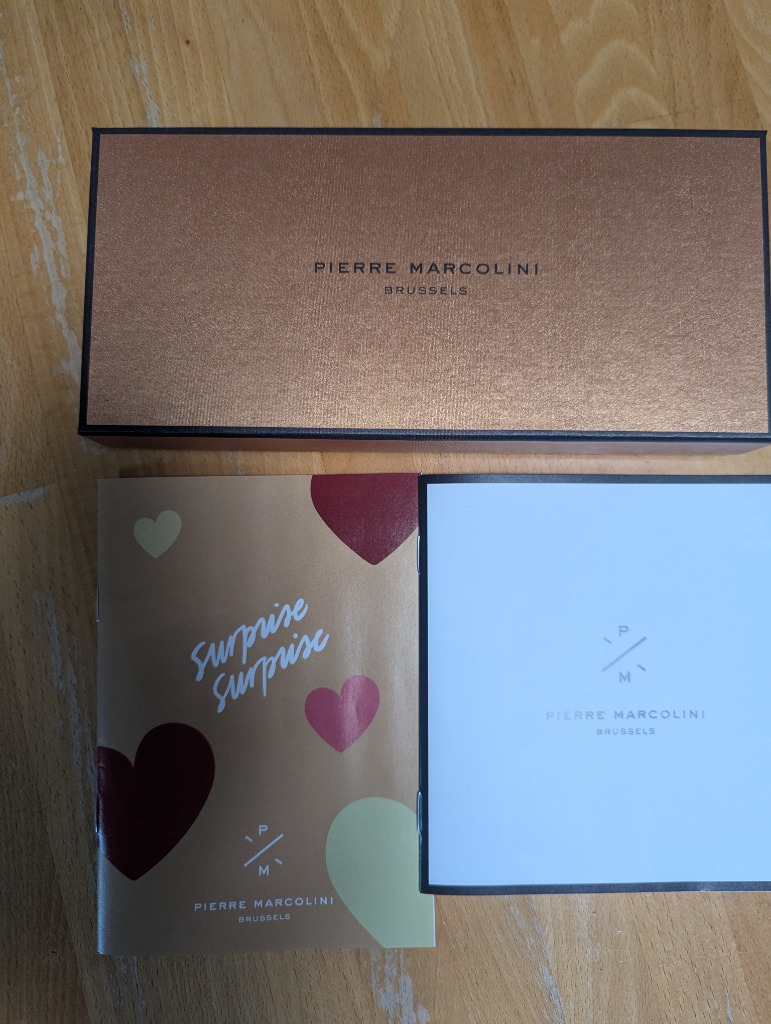 PIERRE MARCOLINI
BRUSSELS
surprise
surprise
P
M
PIERRE MARCOLINI
BRUSSELS
P
M
PIERRE MARCOLINI
BRUSSELS